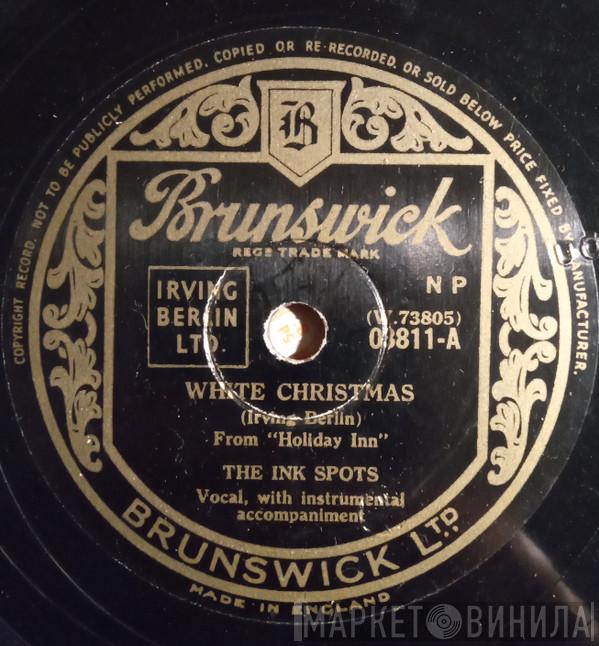 COPYRIGHT RECORD. NOT TO BE PUBLICLY PERFORMED, COPIED OR RE-RECORDED, OR SOLD BELOW PRICE FIXED BY MANUFACTURER.
B
Brunswick
REGD TRADE MARK
IRVING
BERLIN
LTD.
N P
(W.73805)
03811-A
WHITE CHRISTMAS
(Irving Berlin)
From "Holiday Inn"
THE INK SPOTS
Vocal, with instrumental
accompaniment
BRUNSWICK LTD.
MADE IN ENGLAND
МАРКЕТ ВИНИЛА